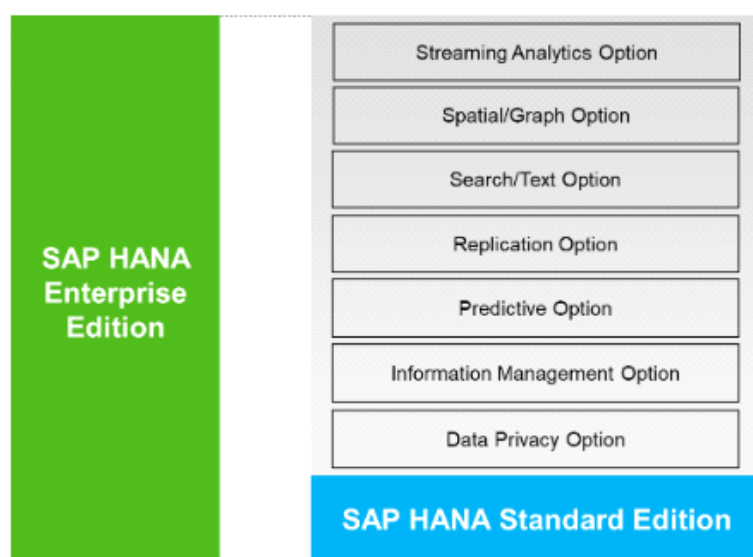 SAP HANA
Enterprise
Edition
Streaming Analytics Option
Spatial/Graph Option
Search/Text Option
Replication Option
Predictive Option
Information Management Option
Data Privacy Option
SAP HANA Standard Edition